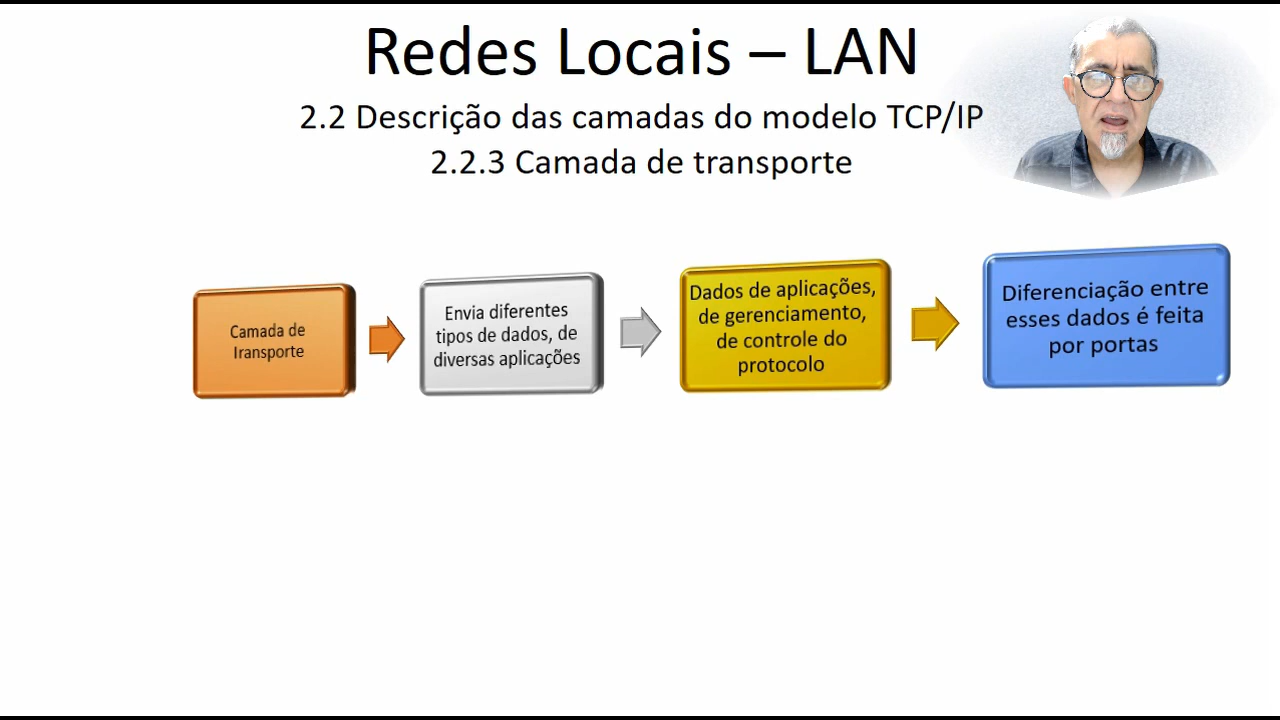 Redes Locais – LAN
2.2 Descrição das camadas do modelo TCP/IP
2.2.3 Camada de transporte
Camada de
Transporte
Envia diferentes
tipos de dados, de
diversas aplicações
Dados de aplicações,
de gerenciamento,
de controle do
protocolo
Diferenciação entre
esses dados é feita
por portas